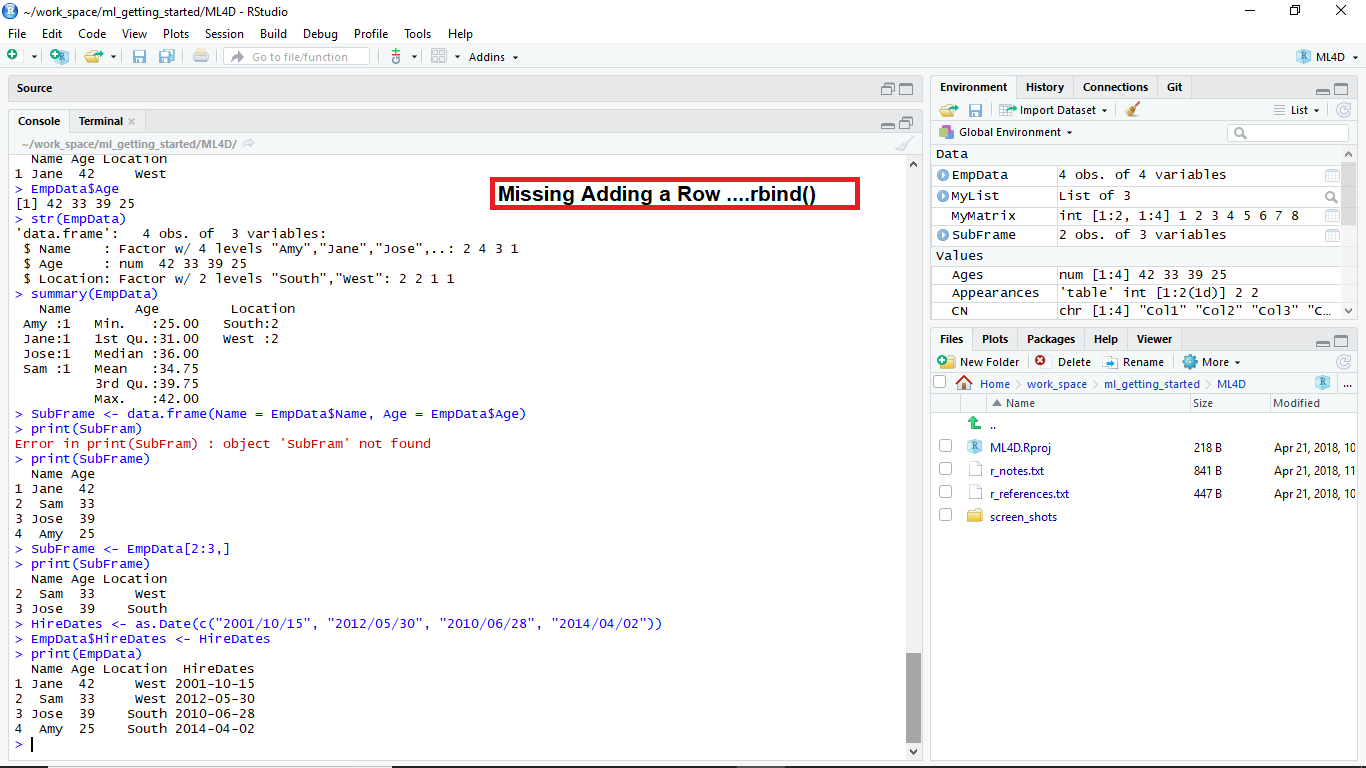 ~/work_space/ml_getting_started/ML4D - RStudio
File Edit Code View Plots Session Build Debug Profile Tools Help
Go to file/function Addins ML4D
Source
Console Terminal
~/work_space/ml_getting_started/ML4D/
  Name Age Location
1 Jane  42     West
> EmpData$Age
[1] 42 33 39 25
> str(EmpData)
'data.frame':   4 obs. of  3 variables:
 $ Name    : Factor w/ 4 levels "Amy","Jane","Jose",..: 2 4 3 1
 $ Age     : num  42 33 39 25
 $ Location: Factor w/ 2 levels "South","West": 2 2 1 1
> summary(EmpData)
   Name        Age         Location
 Amy :1   Min.   :25.00   South:2
 Jane:1   1st Qu.:31.00   West :2
 Jose:1   Median :36.00
 Sam :1   Mean   :34.75
          3rd Qu.:39.75
          Max.   :42.00
> SubFrame <- data.frame(Name = EmpData$Name, Age = EmpData$Age)
> print(SubFram)
Error in print(SubFram) : object 'SubFram' not found
> print(SubFrame)
  Name Age
1 Jane  42
2  Sam  33
3 Jose  39
4  Amy  25
> SubFrame <- EmpData[2:3,]
> print(SubFrame)
  Name Age Location
2  Sam  33     West
3 Jose  39    South
> HireDates <- as.Date(c("2001/10/15", "2012/05/30", "2010/06/28", "2014/04/02"))
> EmpData$HireDates <- HireDates
> print(EmpData)
  Name Age Location  HireDates
1 Jane  42     West 2001-10-15
2  Sam  33     West 2012-05-30
3 Jose  39    South 2010-06-28
4  Amy  25    South 2014-04-02
>
Missing Adding a Row ....rbind()
Environment History Connections Git
Import Dataset List
Global Environment
Data
EmpData 4 obs. of 4 variables
MyList List of 3
MyMatrix int [1:2, 1:4] 1 2 3 4 5 6 7 8
SubFrame 2 obs. of 3 variables
Values
Ages num [1:4] 42 33 39 25
Appearances 'table' int [1:2(1d)] 2 2
CN chr [1:4] "Col1" "Col2" "Col3" "C…
Files Plots Packages Help Viewer
New Folder Delete Rename More
Home > work_space > ml_getting_started > ML4D ...
Name Size Modified
..
ML4D.Rproj 218 B Apr 21, 2018, 10
r_notes.txt 841 B Apr 21, 2018, 11
r_references.txt 447 B Apr 21, 2018, 10
screen_shots